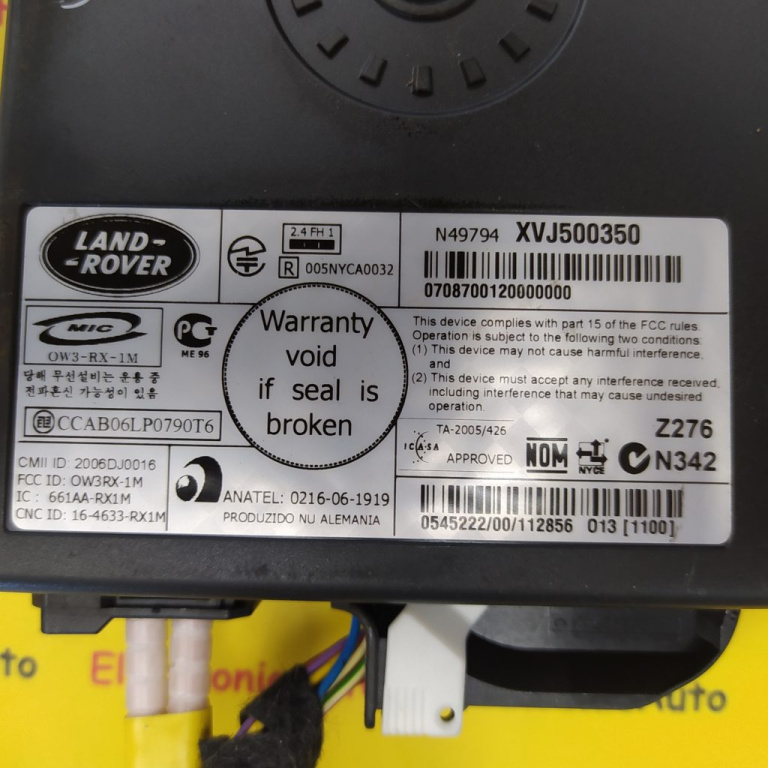 LAND-
-ROVER
2.4 FH 1
R 005NYCA0032
N49794 XVJ500350
0708700120000000
MIC
OW3-RX-1M
당해 무선설비는 운용 중
전파혼신 가능성이 있음
ME 96
CCAB06LP0790T6
Warranty
void
if seal is
broken
This device complies with part 15 of the FCC rules.
Operation is subject to the following two conditions:
(1) This device may not cause harmful interference,
and
(2) This device must accept any interference received,
including interference that may cause undesired
operation.
TA-2005/426
ICASA
APPROVED
NOM
NYCE
Z276
N342
CMII ID: 2006DJ0016
FCC ID: OW3RX-1M
IC : 661AA-RX1M
CNC ID: 16-4633-RX1M
ANATEL: 0216-06-1919
PRODUZIDO NU ALEMANIA
0545222/00/112856 013 [1100]
Auto